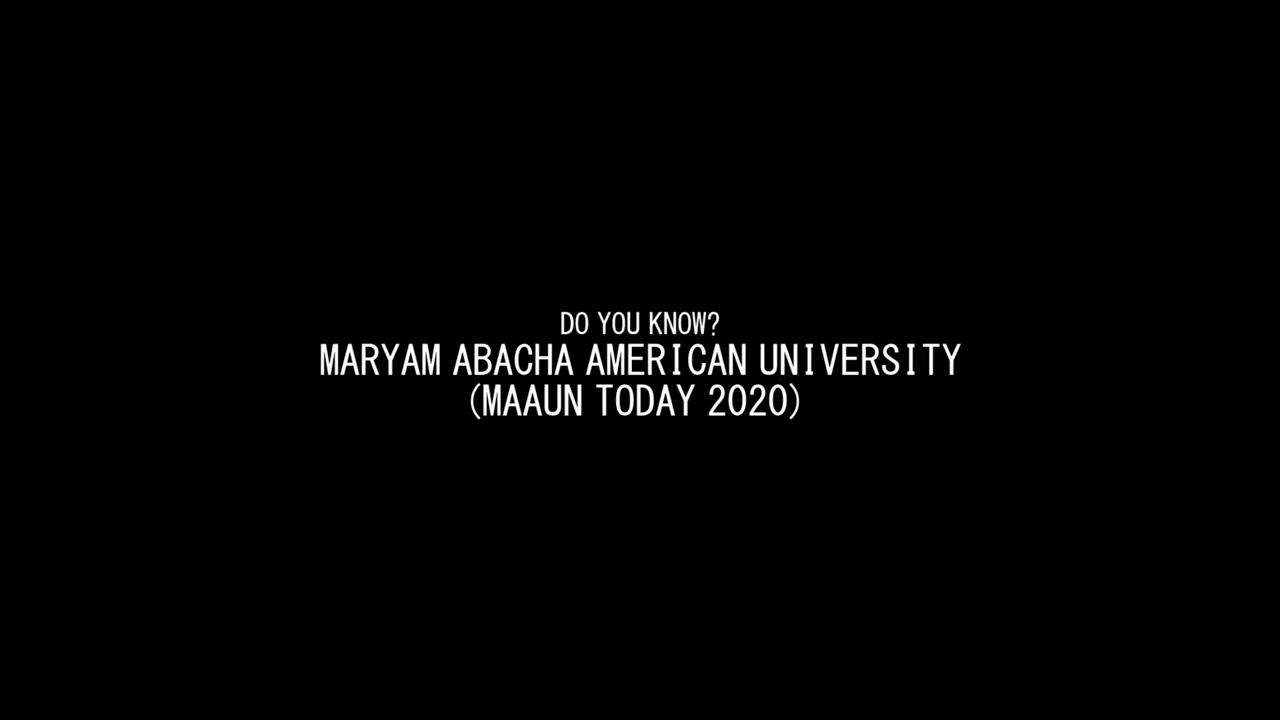 DO YOU KNOW?
MARYAM ABACHA AMERICAN UNIVERSITY
(MAAUN TODAY 2020)